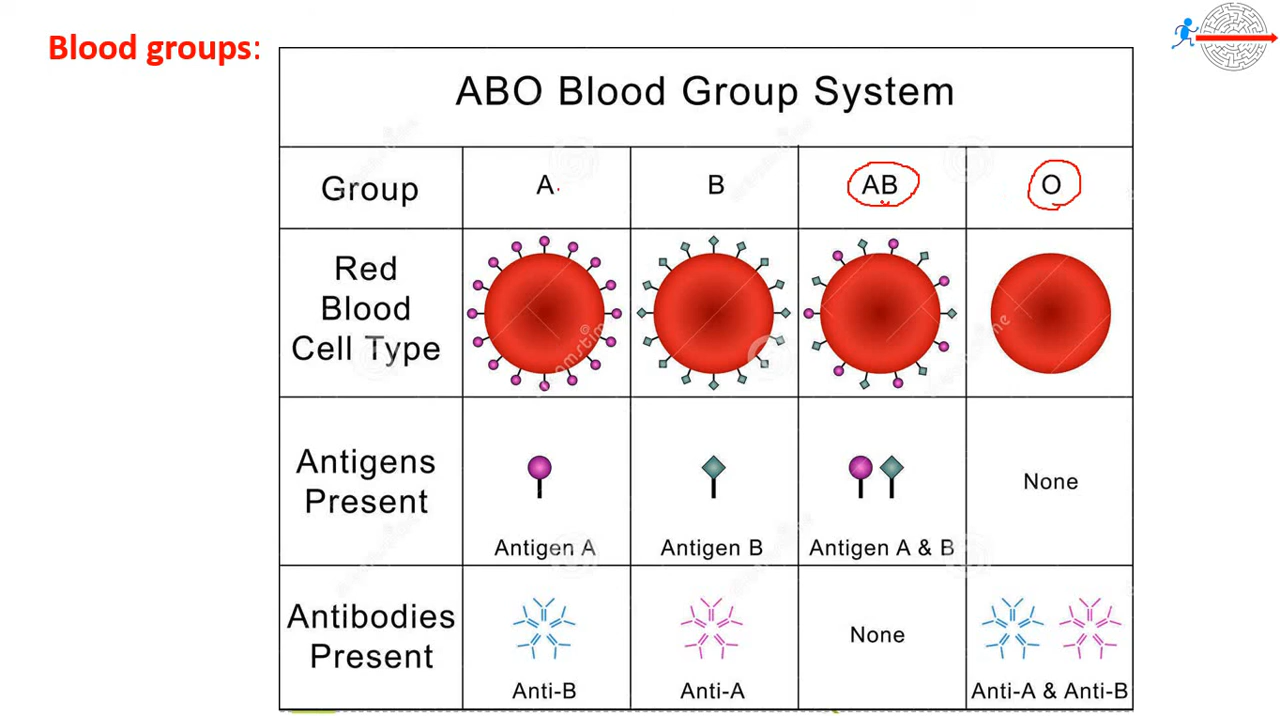 Blood groups:
ABO Blood Group System
Group
A
B
AB
O
Red
Blood
Cell Type
Antigens
Present
Antigen A
Antigen B
Antigen A & B
None
Antibodies
Present
Anti-B
Anti-A
None
Anti-A & Anti-B